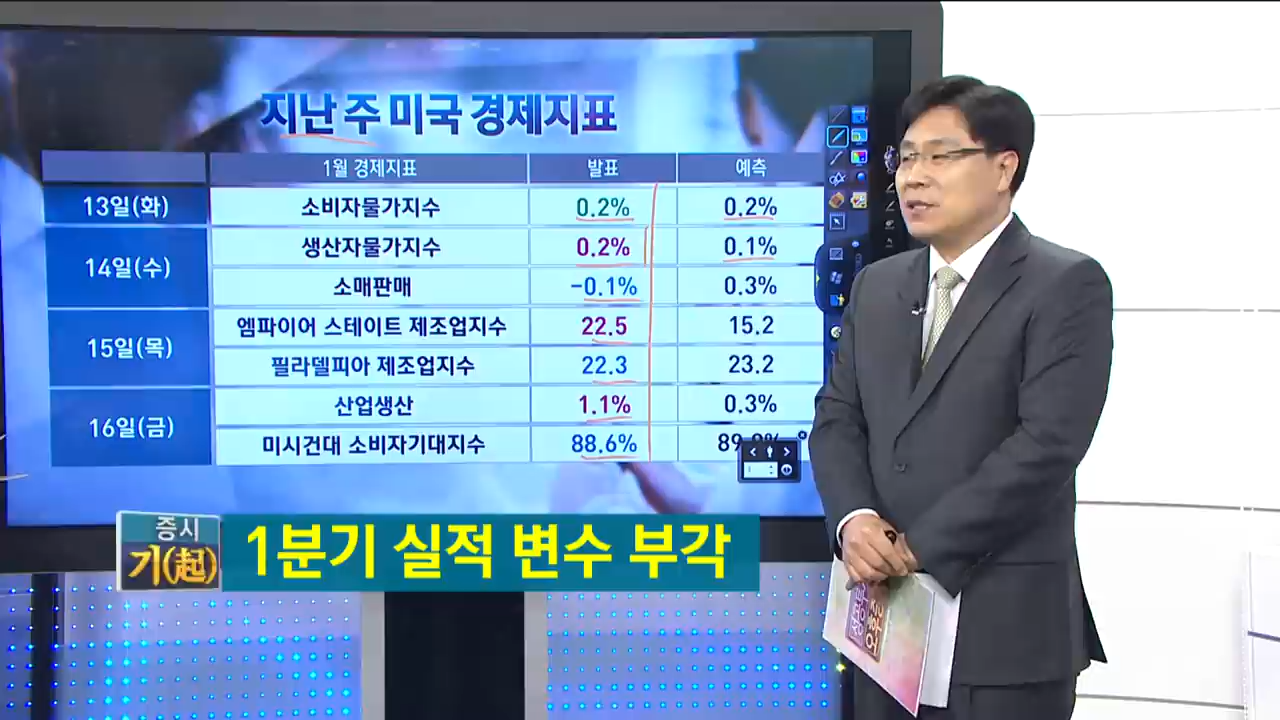 지난 주 미국 경제지표
1월 경제지표 발표 예측
13일(화) 소비자물가지수 0.2% 0.2%
14일(수) 생산자물가지수 0.2% 0.1%
소매판매 -0.1% 0.3%
15일(목) 엠파이어 스테이트 제조업지수 22.5 15.2
필라델피아 제조업지수 22.3 23.2
16일(금) 산업생산 1.1% 0.3%
미시건대 소비자기대지수 88.6%
증시
기(起)
1분기 실적 변수 부각